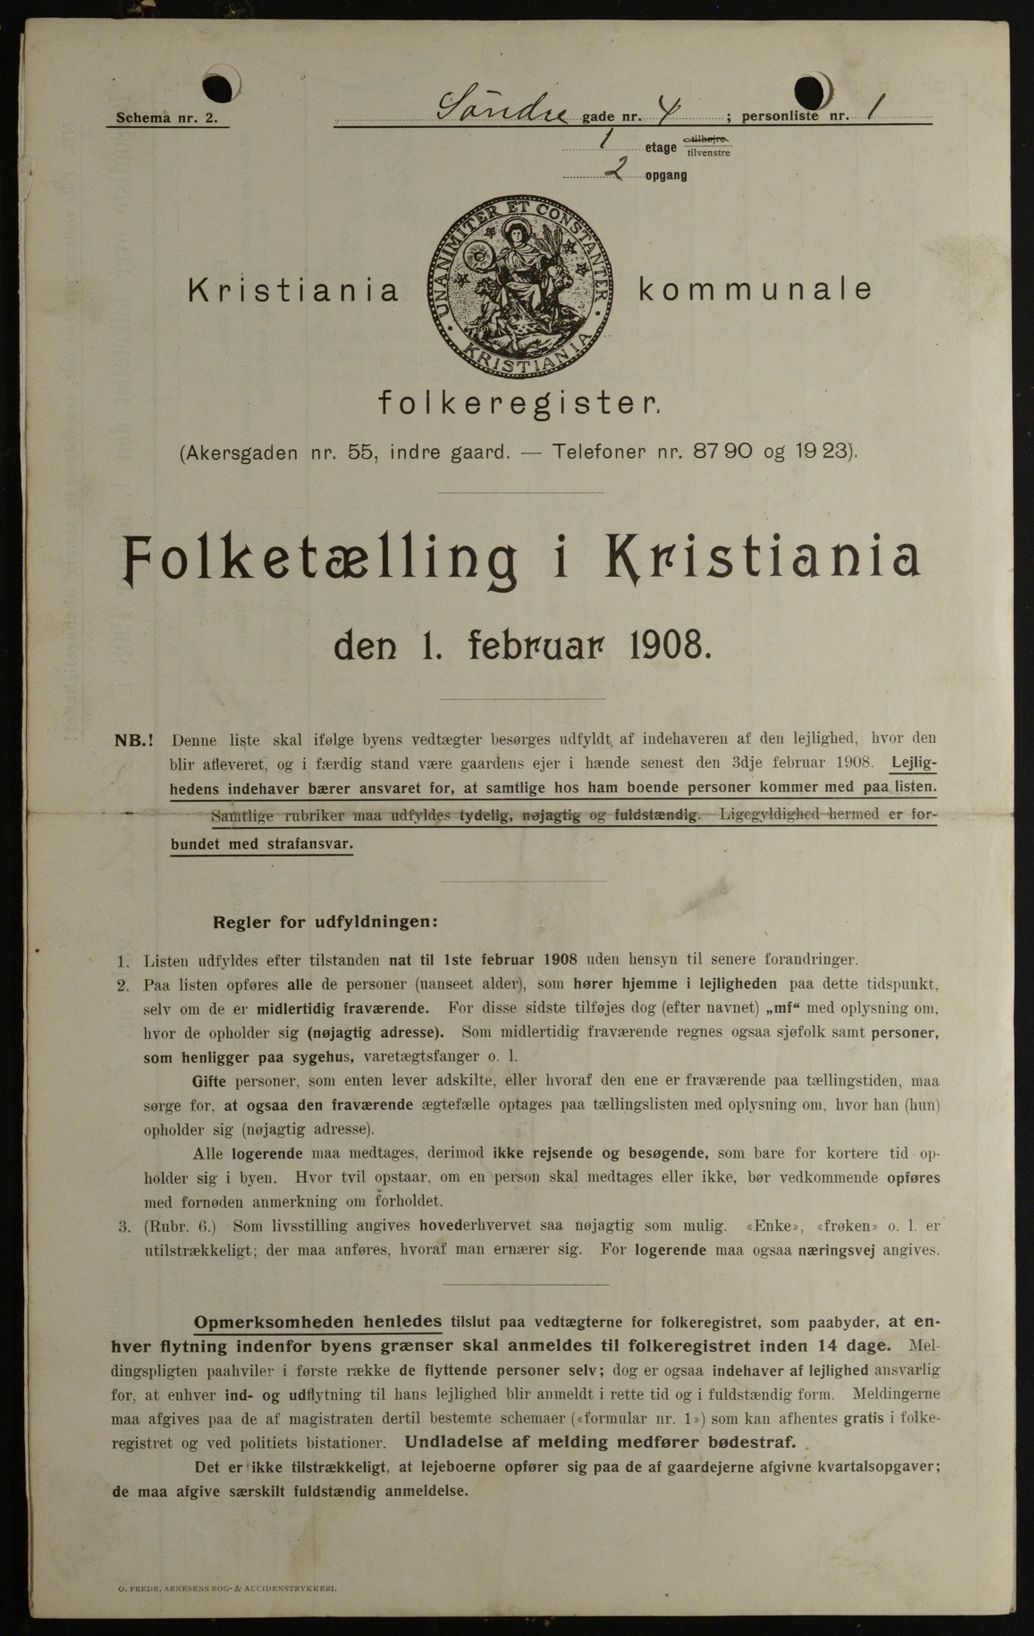 Schema nr. 2.
Söndre gade nr. 4 ; personliste nr. 1
1 etage tilhøjre tilvenstre
2 opgang
UNANIMITER ET CONSTANTER
KRISTIANIA
Kristiania kommunale
folkeregister.
(Akersgaden nr. 55, indre gaard. — Telefoner nr. 87 90 og 19 23).
Folketælling i Kristiania
den 1. februar 1908.
NB.! Denne liste skal ifølge byens vedtægter besørges udfyldt af indehaveren af den lejlighed, hvor den
blir afleveret, og i færdig stand være gaardens ejer i hænde senest den 3dje februar 1908. Lejlig-
hedens indehaver bærer ansvaret for, at samtlige hos ham boende personer kommer med paa listen.
Samtlige rubriker maa udfyldes tydelig, nøjagtig og fuldstændig. Ligegyldighed hermed er for-
bundet med strafansvar.
Regler for udfyldningen:
1. Listen udfyldes efter tilstanden nat til 1ste februar 1908 uden hensyn til senere forandringer.
2. Paa listen opføres alle de personer (uanseet alder), som hører hjemme i lejligheden paa dette tidspunkt,
selv om de er midlertidig fraværende. For disse sidste tilføjes dog (efter navnet) „mf“ med oplysning om,
hvor de opholder sig (nøjagtig adresse). Som midlertidig fraværende regnes ogsaa sjøfolk samt personer,
som henligger paa sygehus, varetægtsfanger o. l.
Gifte personer, som enten lever adskilte, eller hvoraf den ene er fraværende paa tællingstiden, maa
sørge for, at ogsaa den fraværende ægtefælle optages paa tællingslisten med oplysning om, hvor han (hun)
opholder sig (nøjagtig adresse).
Alle logerende maa medtages, derimod ikke rejsende og besøgende, som bare for kortere tid op-
holder sig i byen. Hvor tvil opstaar, om en person skal medtages eller ikke, bør vedkommende opføres
med fornøden anmerkning om forholdet.
3. (Rubr. 6.) Som livsstilling angives hovederhvervet saa nøjagtig som mulig. «Enke», «frøken» o. l. er
utilstrækkeligt; der maa anføres, hvoraf man ernærer sig. For logerende maa ogsaa næringsvej angives.
Opmerksomheden henledes tilslut paa vedtægterne for folkeregistret, som paabyder, at en-
hver flytning indenfor byens grænser skal anmeldes til folkeregistret inden 14 dage. Mel-
dingspligten paahviler i første række de flyttende personer selv; dog er ogsaa indehaver af lejlighed ansvarlig
for, at enhver ind- og udflytning til hans lejlighed blir anmeldt i rette tid og i fuldstændig form. Meldingerne
maa afgives paa de af magistraten dertil bestemte schemaer («formular nr. 1») som kan afhentes gratis i folke-
registret og ved politiets bistationer. Undladelse af melding medfører bødestraf.
Det er ikke tilstrækkeligt, at lejeboerne opfører sig paa de af gaardejerne afgivne kvartalsopgaver;
de maa afgive særskilt fuldstændig anmeldelse.
O. FREDR. ARNESENS BOG- & ACCIDENSTRYKKERI.